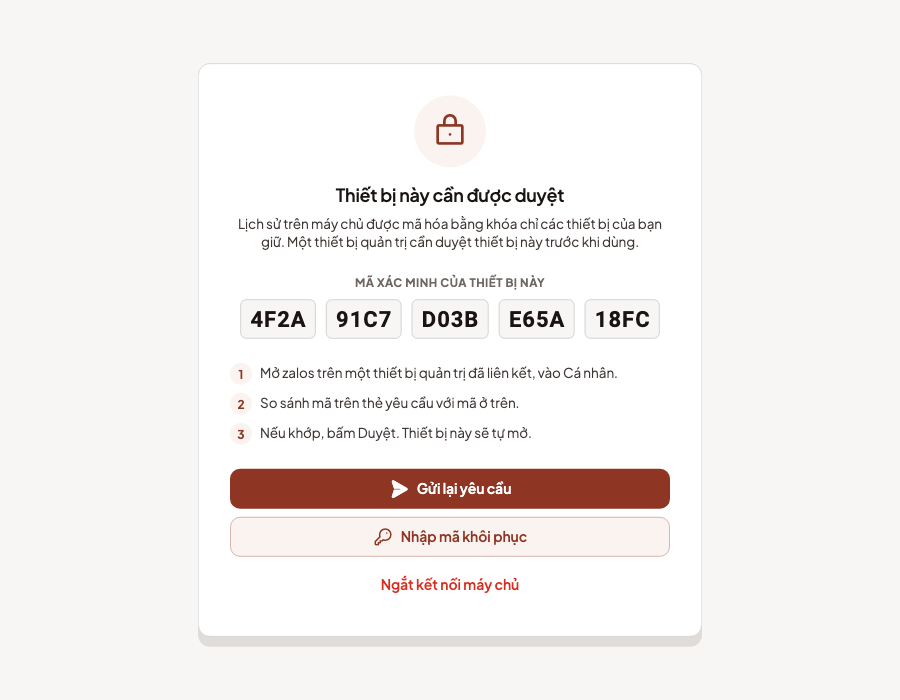 Thiết bị này cần được duyệt
Lịch sử trên máy chủ được mã hóa bằng khóa chỉ các thiết bị của bạn
giữ. Một thiết bị quản trị cần duyệt thiết bị này trước khi dùng.
MÃ XÁC MINH CỦA THIẾT BỊ NÀY
4F2A 91C7 D03B E65A 18FC
1 Mở zalos trên một thiết bị quản trị đã liên kết, vào Cá nhân.
2 So sánh mã trên thẻ yêu cầu với mã ở trên.
3 Nếu khớp, bấm Duyệt. Thiết bị này sẽ tự mở.
Gửi lại yêu cầu
Nhập mã khôi phục
Ngắt kết nối máy chủ